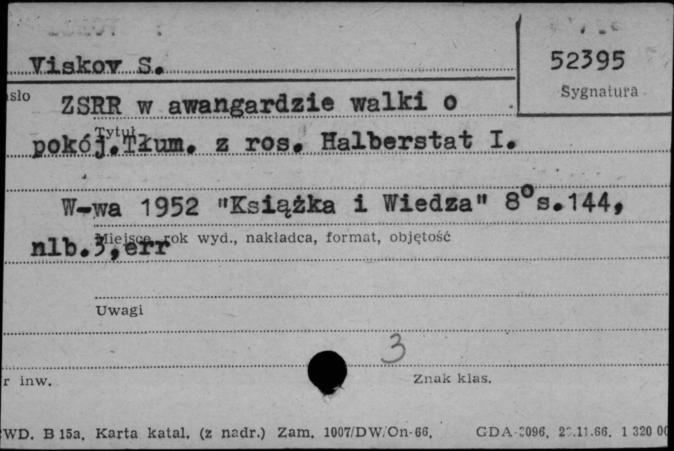 Viskov S.
52395
Sygnatura
asło
ZSRR w awangardzie walki o
Tytuł
pokój.Tłum. z ros. Halberstat I.
W-wa 1952 "Książka i Wiedza" 8° s.144,
Miejsce, rok wyd., nakładca, format, objętość
nlb.3,err
Uwagi
3
r inw.
Znak klas.
WD. B 15a. Karta katal. (z nadr.) Zam. 1007/DW/On-66. GDA-2096. 11.66. 1 320 00